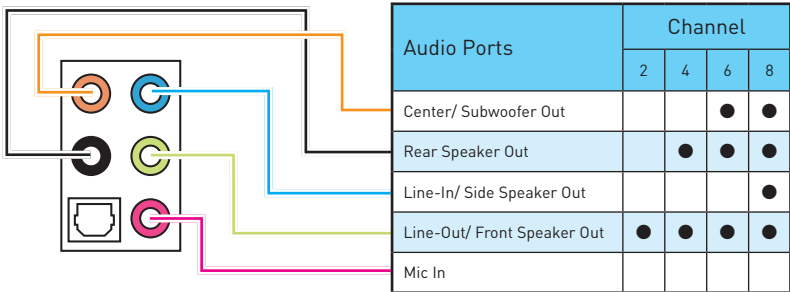 Audio Ports
Channel
2 4 6 8
Center/ Subwoofer Out ● ●
Rear Speaker Out ● ● ●
Line-In/ Side Speaker Out ●
Line-Out/ Front Speaker Out ● ● ● ●
Mic In